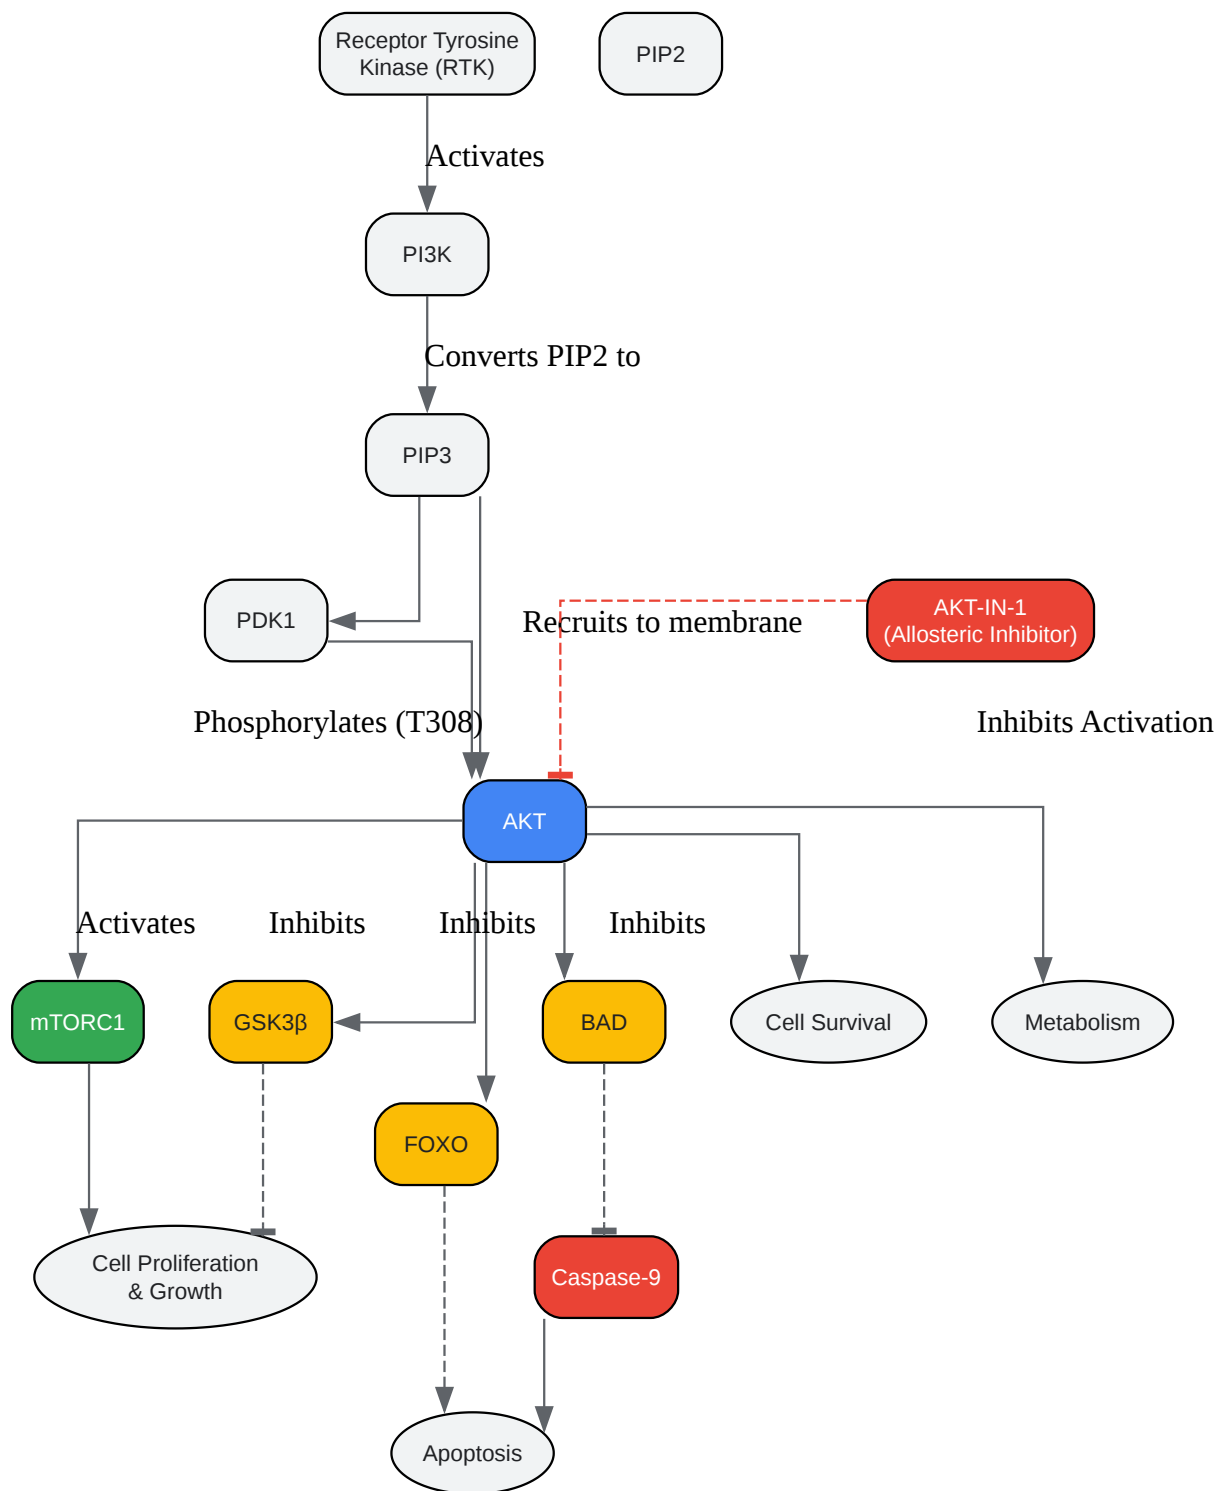 Receptor Tyrosine
Kinase (RTK)
PIP2
Activates
PI3K
Converts PIP2 to
PIP3
PDK1
Recruits to membrane
AKT-IN-1
(Allosteric Inhibitor)
Phosphorylates (T308)
Inhibits Activation
AKT
Activates
Inhibits
Inhibits
Inhibits
mTORC1
GSK3β
BAD
Cell Survival
Metabolism
FOXO
Cell Proliferation
& Growth
Caspase-9
Apoptosis